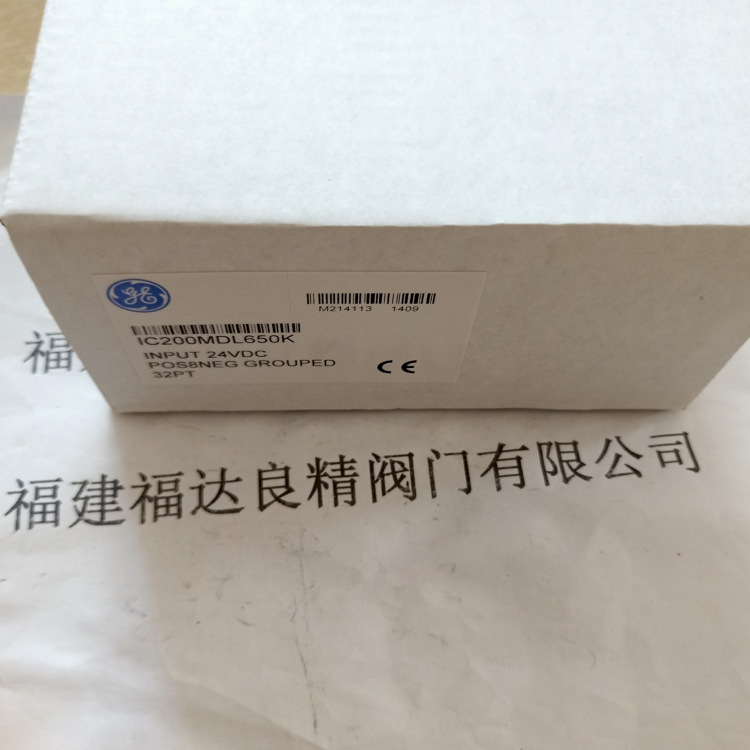 GE
M214113 1409
IC200MDL650K
INPUT 24VDC
POS8NEG GROUPED
32PT
CE
福
福建福达良精阀门有限公司